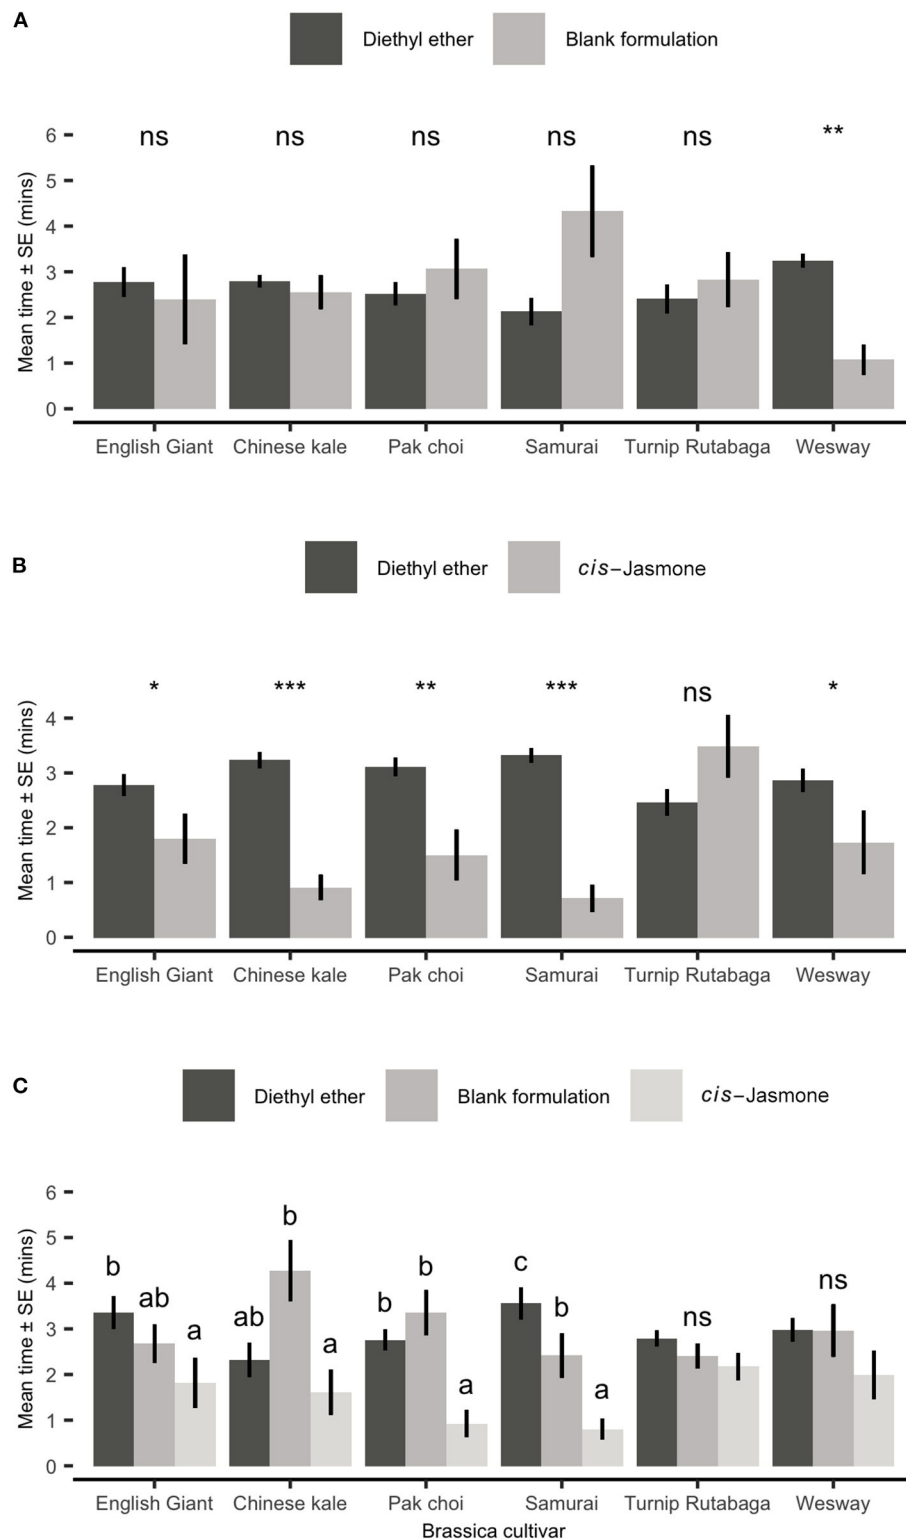 A
Diethyl ether Blank formulation
Mean time ± SE (mins)
6
5
4
3
2
1
0
ns ns ns ns ns **
English Giant Chinese kale Pak choi Samurai Turnip Rutabaga Wesway
B
Diethyl ether cis–Jasmone
Mean time ± SE (mins)
4
3
2
1
0
* *** ** *** ns *
English Giant Chinese kale Pak choi Samurai Turnip Rutabaga Wesway
C
Diethyl ether Blank formulation cis–Jasmone
Mean time ± SE (mins)
6
5
4
3
2
1
0
b ab a ab b a b b a c b a ns ns
English Giant Chinese kale Pak choi Samurai Turnip Rutabaga Wesway
Brassica cultivar